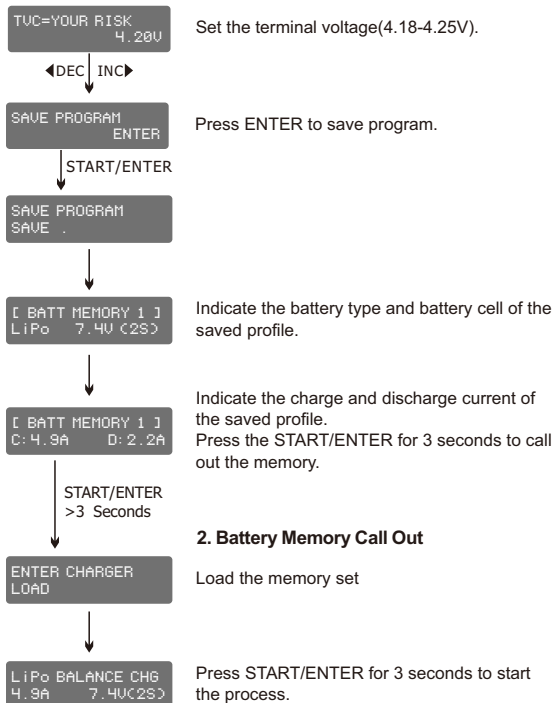 TVC=YOUR RISK
4.20V
Set the terminal voltage(4.18-4.25V).
◀DEC INC▶
SAVE PROGRAM
ENTER
Press ENTER to save program.
START/ENTER
SAVE PROGRAM
SAVE .
[ BATT MEMORY 1 ]
LiPo 7.4V (2S)
Indicate the battery type and battery cell of the
saved profile.
[ BATT MEMORY 1 ]
C:4.9A D:2.2A
Indicate the charge and discharge current of
the saved profile.
Press the START/ENTER for 3 seconds to call
out the memory.
START/ENTER
>3 Seconds
2. Battery Memory Call Out
ENTER CHARGER
LOAD
Load the memory set
LiPo BALANCE CHG
4.9A 7.4V(2S)
Press START/ENTER for 3 seconds to start
the process.